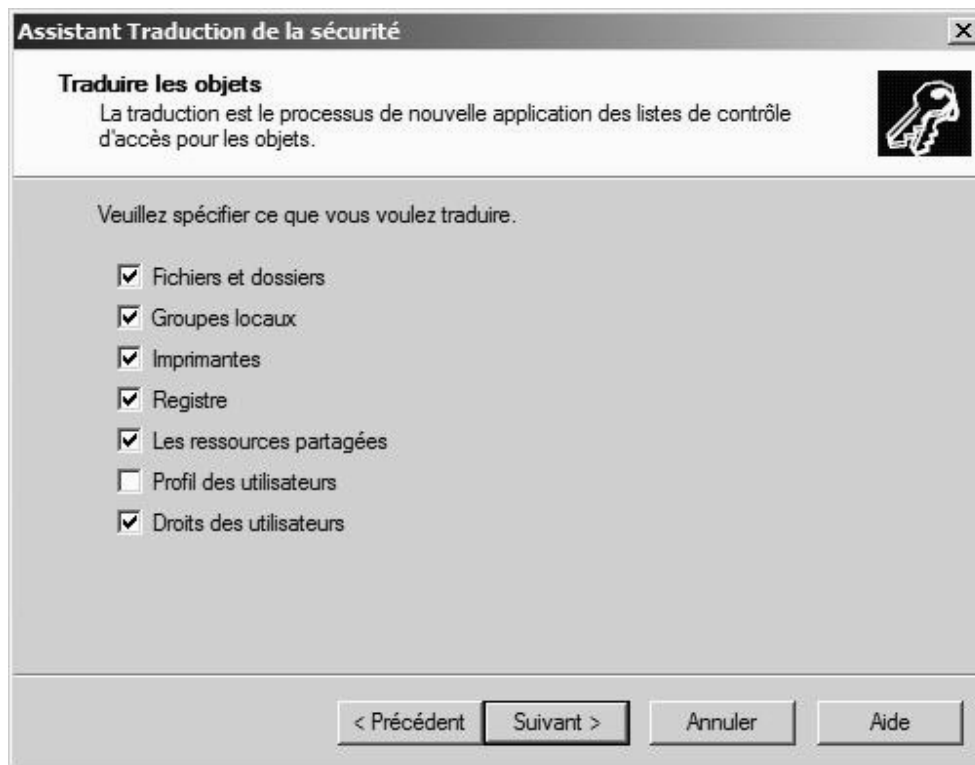 Assistant Traduction de la sécurité
Traduire les objets
La traduction est le processus de nouvelle application des listes de contrôle
d'accès pour les objets.
Veuillez spécifier ce que vous voulez traduire.
Fichiers et dossiers
Groupes locaux
Imprimantes
Registre
Les ressources partagées
Profil des utilisateurs
Droits des utilisateurs
< Précédent Suivant > Annuler Aide